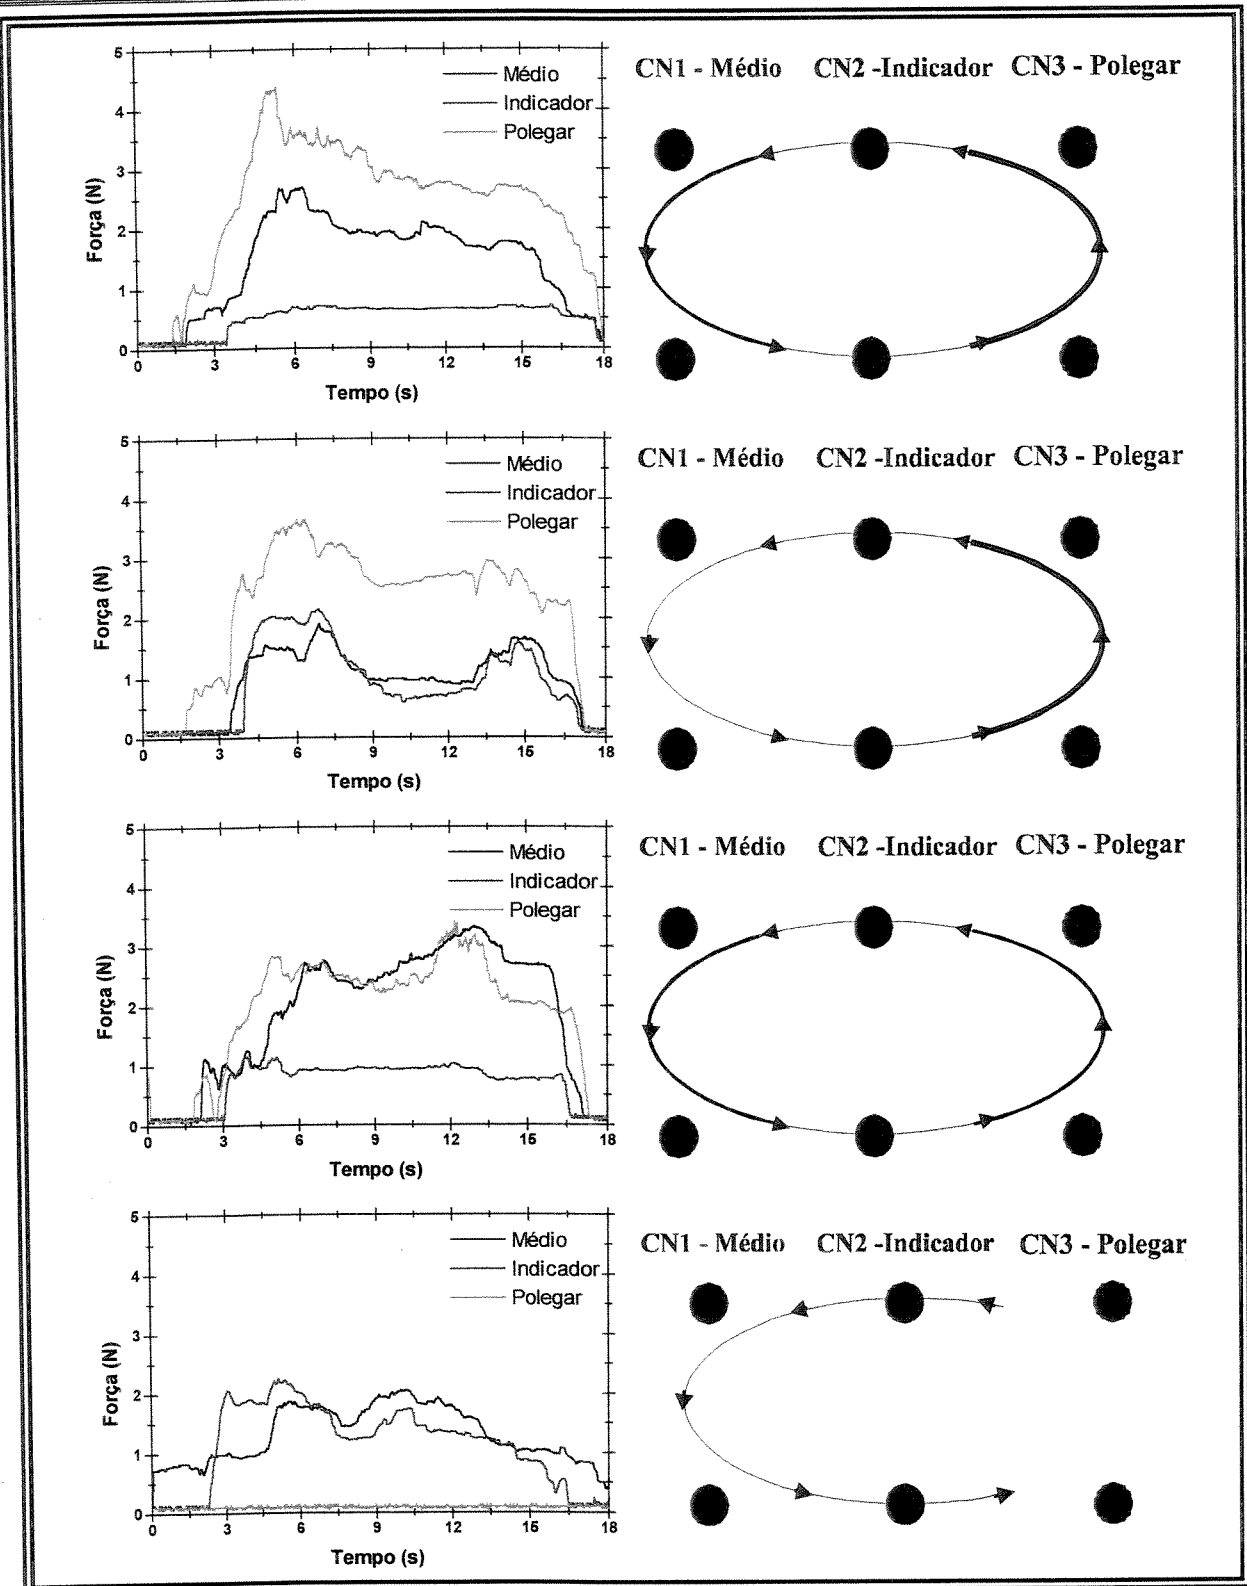 CN1 - Médio CN2 -Indicador CN3 - Polegar
5
4
3
2
1
0
Força (N)
Médio
Indicador
Polegar
0 3 6 9 12 15 18
Tempo (s)
CN1 - Médio CN2 -Indicador CN3 - Polegar
5
4
3
2
1
0
Força (N)
Médio
Indicador
Polegar
0 3 6 9 12 15 18
Tempo (s)
CN1 - Médio CN2 -Indicador CN3 - Polegar
5
4
3
2
1
0
Força (N)
Médio
Indicador
Polegar
0 3 6 9 12 15 18
Tempo (s)
CN1 - Médio CN2 -Indicador CN3 - Polegar
5
4
3
2
1
0
Força (N)
Médio
Indicador
Polegar
0 3 6 9 12 15 18
Tempo (s)